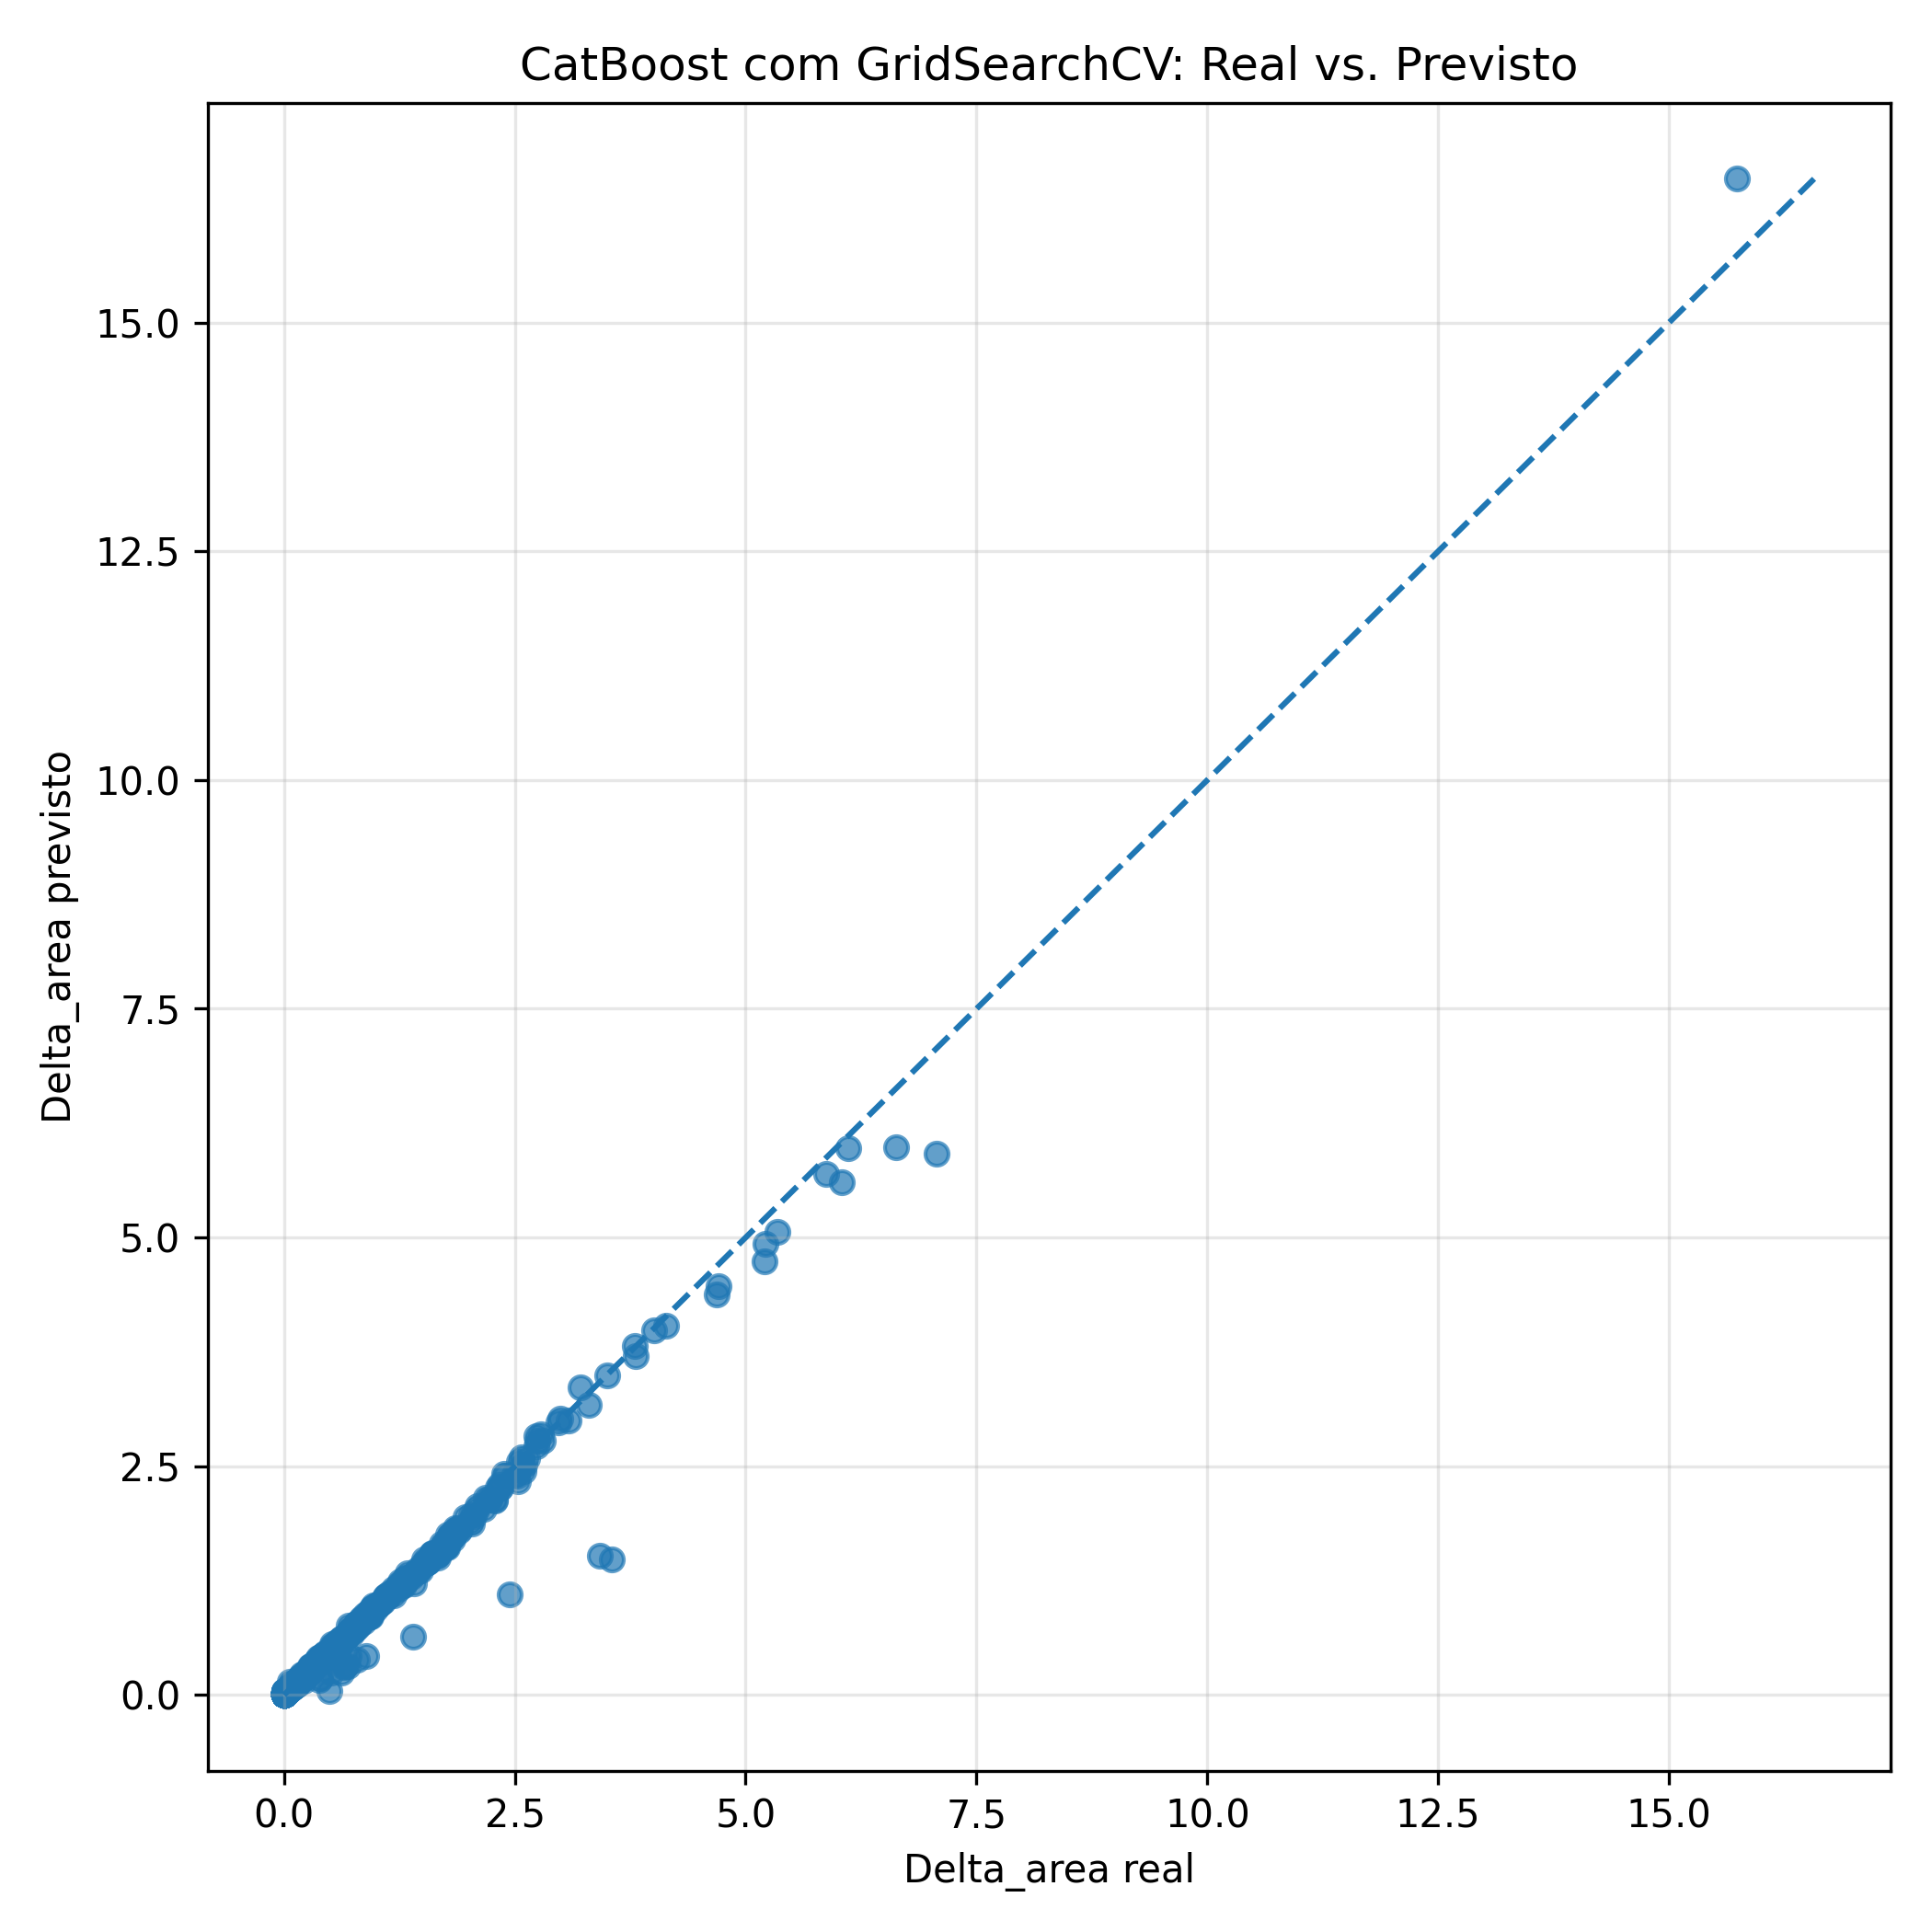 CatBoost com GridSearchCV: Real vs. Previsto
Delta_area previsto
15.0
12.5
10.0
7.5
5.0
2.5
0.0
0.0 2.5 5.0 7.5 10.0 12.5 15.0
Delta_area real